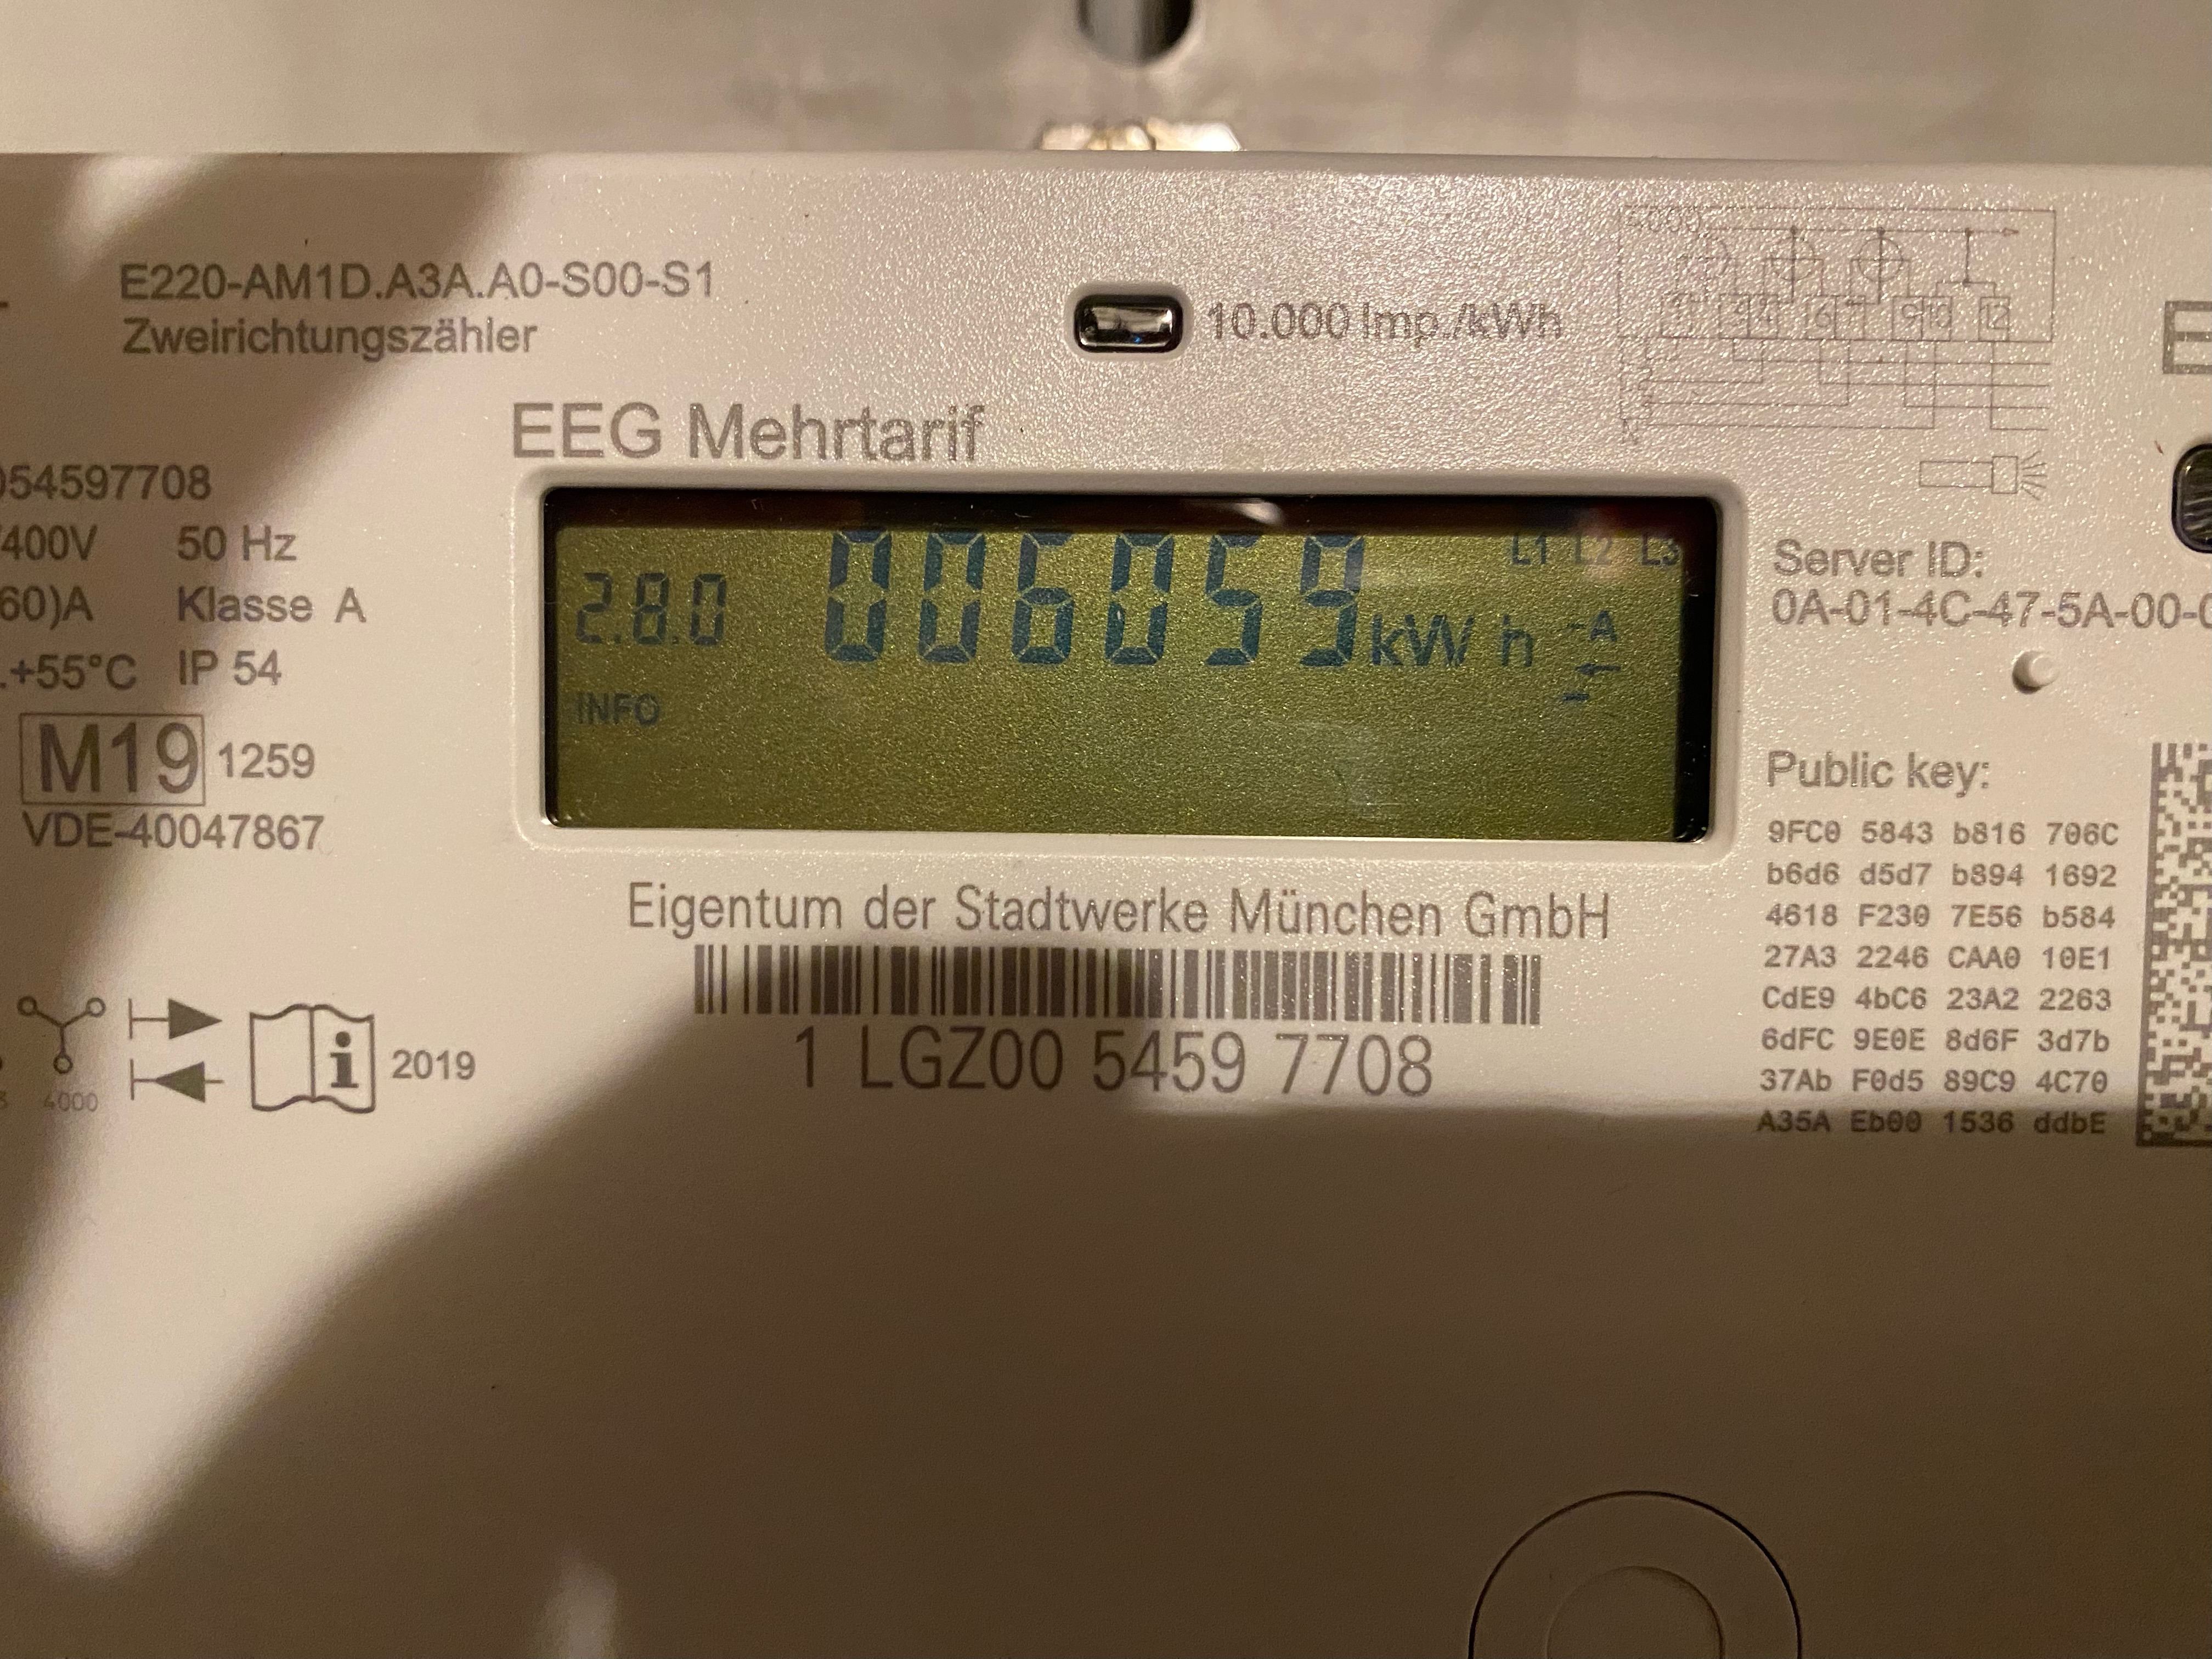 E220-AM1D.A3A.A0-S00-S1
Zweirichtungszähler
10.000 Imp./kWh
4000
EEG Mehrtarif
054597708
400V 50 Hz
60)A Klasse A
.+55°C IP 54
M19 1259
VDE-40047867
2.8.0 006059 kWh
L1 L2 L3
-A
INFO
Server ID:
0A-01-4C-47-5A-00-0
Public key:
9FC0 5843 b816 706C
b6d6 d5d7 b894 1692
4618 F230 7E56 b584
27A3 2246 CAA0 10E1
CdE9 4bC6 23A2 2263
6dFC 9E0E 8d6F 3d7b
37Ab F0d5 89C9 4C70
A35A Eb00 1536 ddbE
Eigentum der Stadtwerke München GmbH
1 LGZ00 5459 7708
4000
i 2019